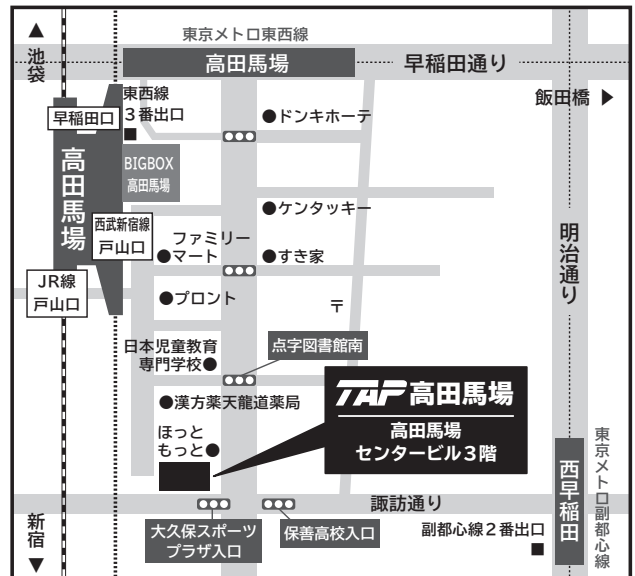 東京メトロ東西線
▲
池袋
高田馬場
早稲田通り
飯田橋 ▶
東西線
3番出口
■
早稲田口
●ドンキホーテ
高田馬場
BIGBOX
高田馬場
西武新宿線
戸山口
●ケンタッキー
ファミリー
●マート
●すき家
明治通り
JR線
戸山口
●プロント
〒
日本児童教育
専門学校●
点字図書館南
●漢方薬天龍道薬局
TAP高田馬場
高田馬場
センタービル3階
ほっと
もっと●
諏訪通り
大久保スポーツ
プラザ入口
保善高校入口
副都心線2番出口
■
西早稲田
東京メトロ副都心線
新宿
▼